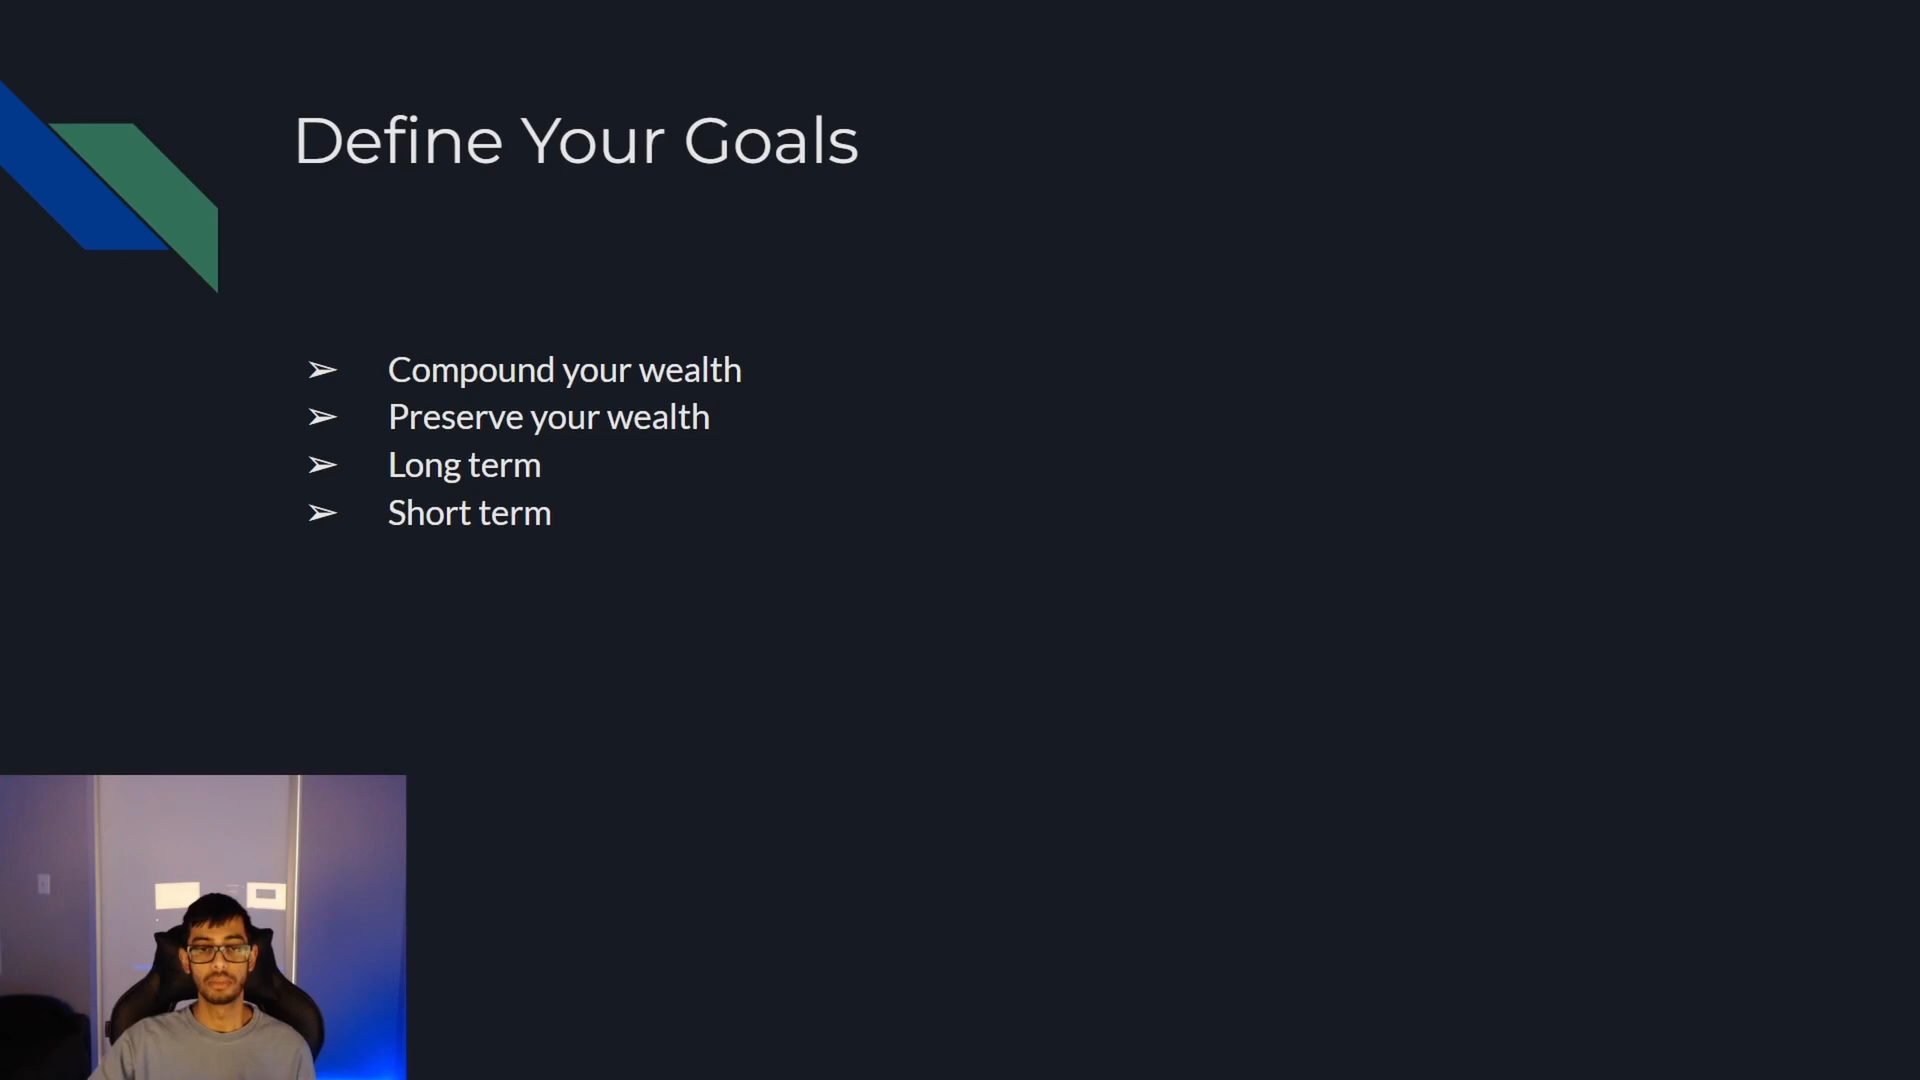 Define Your Goals
➢ Compound your wealth
➢ Preserve your wealth
➢ Long term
➢ Short term